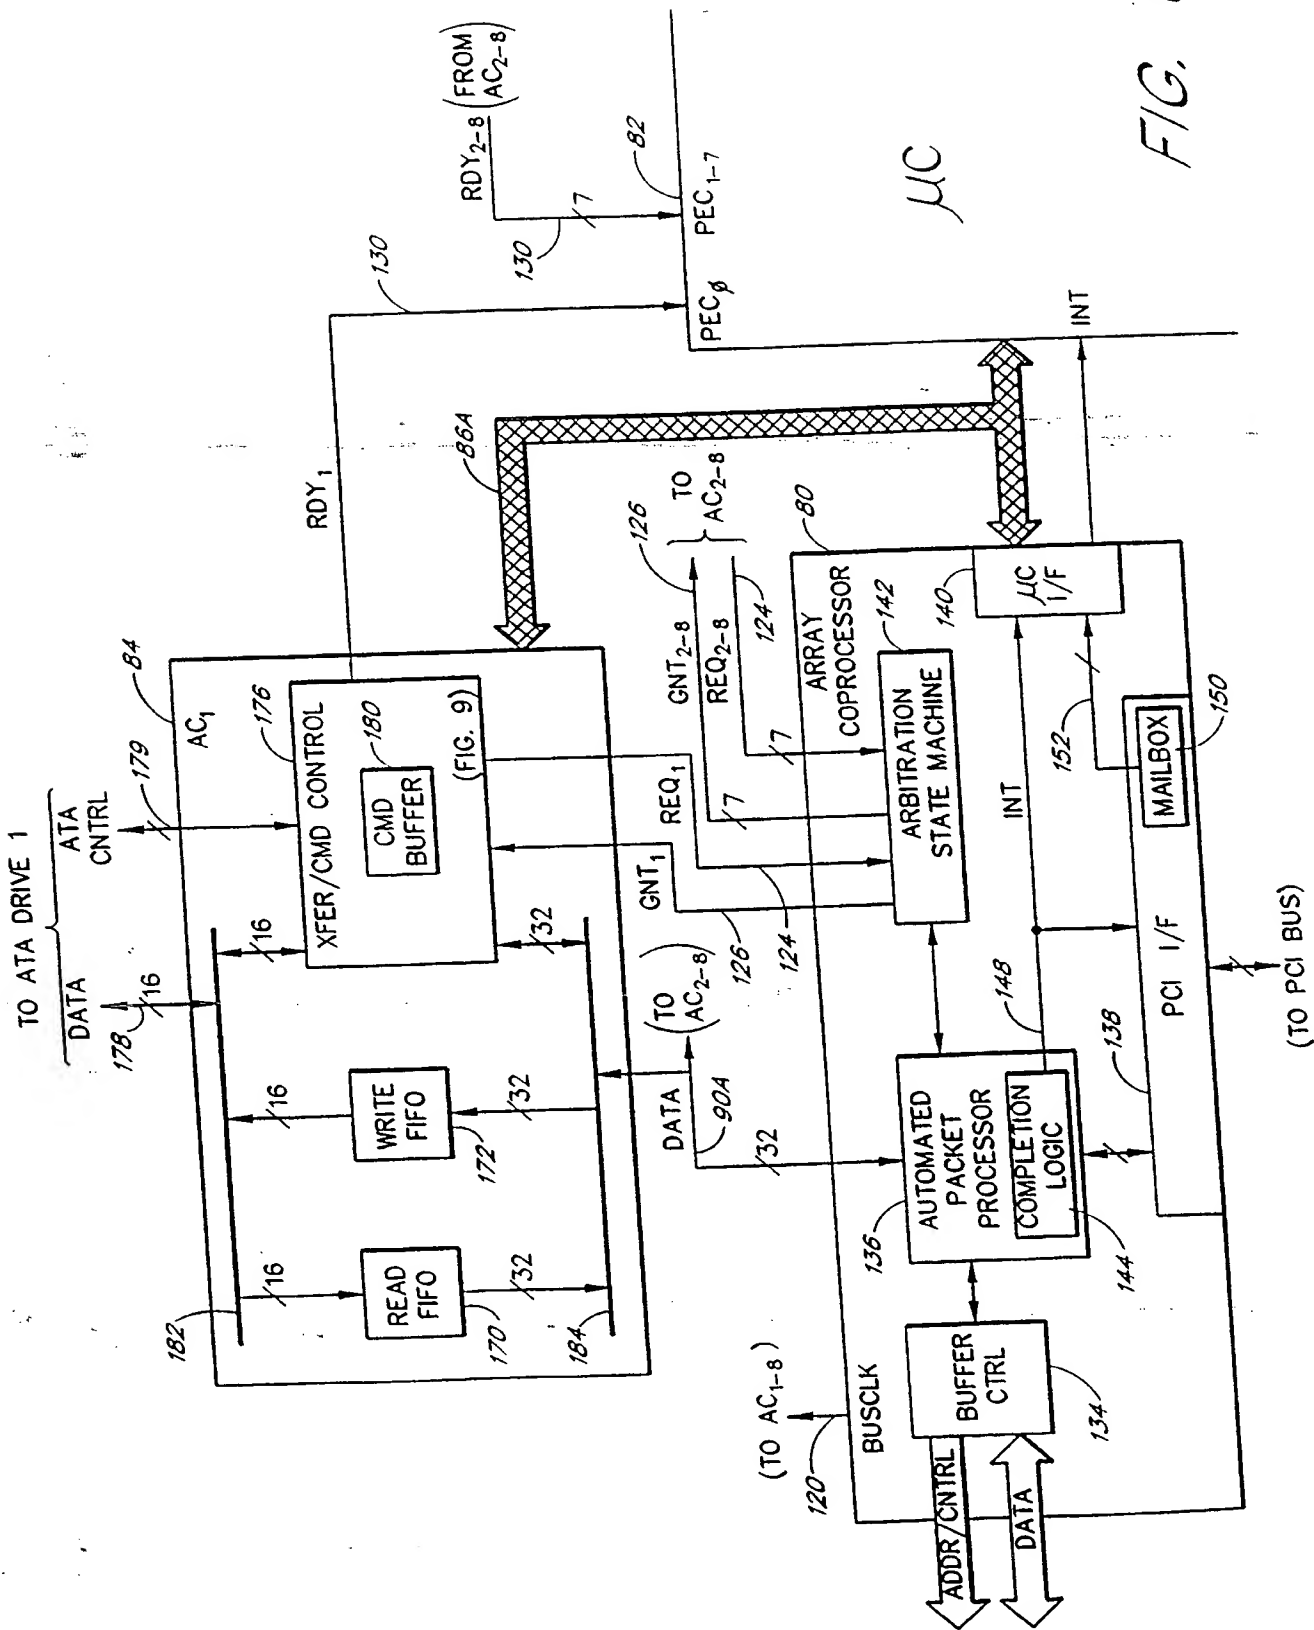 TO ATA DRIVE 1
DATA
ATA
CNTRL
178
16
179
84
AC₁
182
16
16
16
176
XFER/CMD CONTROL
CMD
BUFFER
180
(FIG. 9)
READ
FIFO
170
WRITE
FIFO
172
32
32
32
184
RDY₁
130
RDY₂₋₈ (FROM AC₂₋₈)
130
7
82
PECφ
PEC₁₋₇
μC
INT
86A
DATA
(TO AC₂₋₈)
90A
32
GNT₁
REQ₁
126
124
GNT₂₋₈
REQ₂₋₈
126
124
TO
AC₂₋₈
7
7
(TO AC₁₋₈)
120
BUSCLK
80
ARRAY
COPROCESSOR
BUFFER
CTRL
134
ADDR/CNTRL
DATA
136
AUTOMATED
PACKET
PROCESSOR
COMPLETION
LOGIC
144
142
ARBITRATION
STATE MACHINE
140
μC
I/F
INT
148
152
138
PCI I/F
MAILBOX
150
(TO PCI BUS)
FIG.